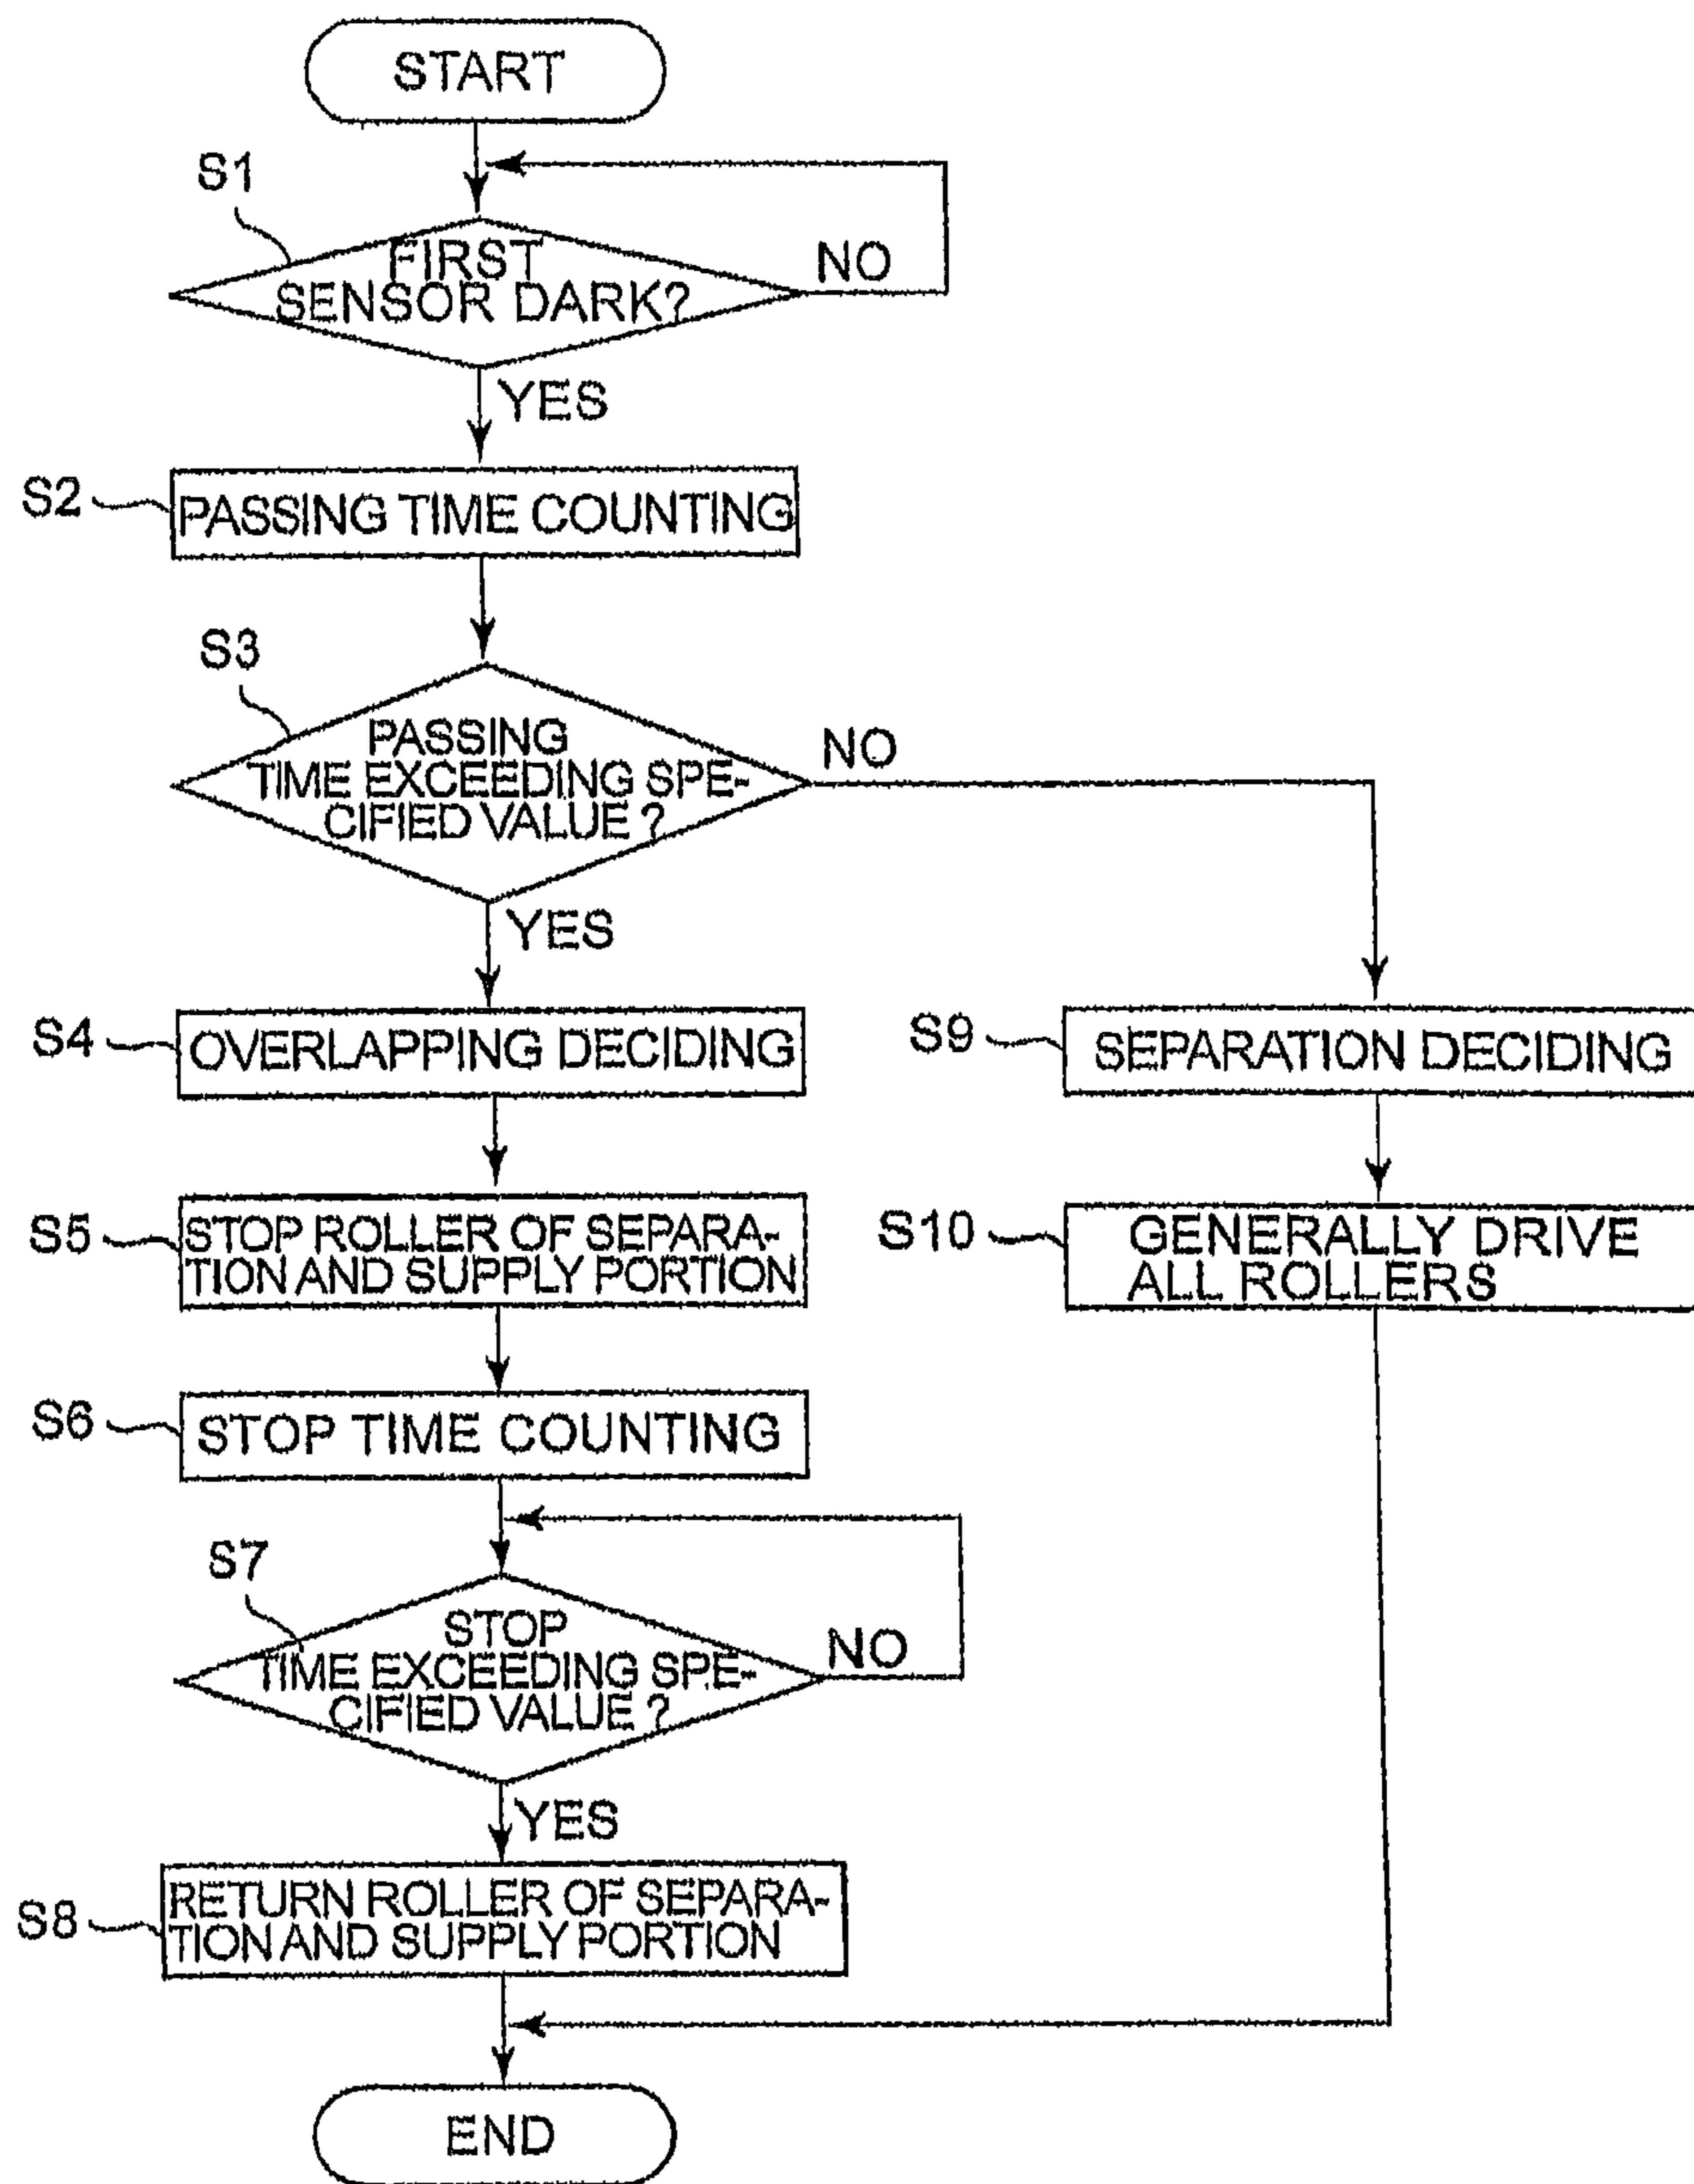 START
S1
FIRST
SENSOR DARK?
NO
YES
S2
PASSING TIME COUNTING
S3
PASSING
TIME EXCEEDING SPE-
CIFIED VALUE ?
NO
YES
S4
OVERLAPPING DECIDING
S9
SEPARATION DECIDING
S5
STOP ROLLER OF SEPARA-
TION AND SUPPLY PORTION
S10
GENERALLY DRIVE
ALL ROLLERS
S6
STOP TIME COUNTING
S7
STOP
TIME EXCEEDING SPE-
CIFIED VALUE ?
NO
YES
S8
RETURN ROLLER OF SEPARA-
TION AND SUPPLY PORTION
END